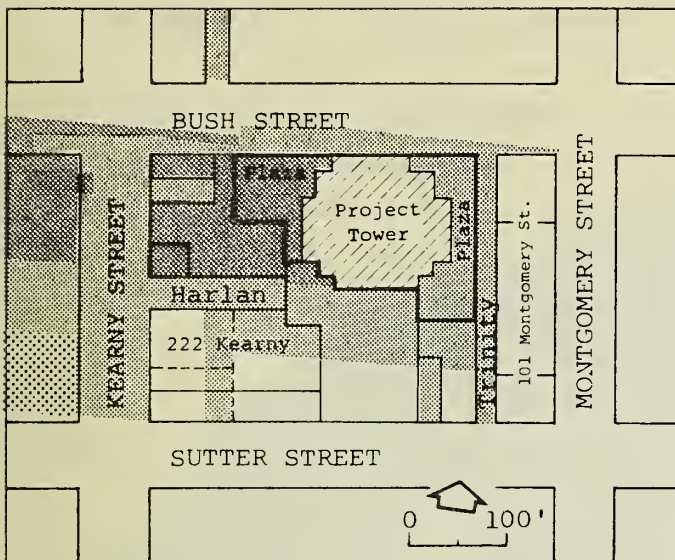 BUSH STREET
Plaza
Project
Tower
Plaza
KEARNY STREET
Harlan
222 Kearny
Trinity
101 Montgomery St.
MONTGOMERY STREET
SUTTER STREET
0 100'